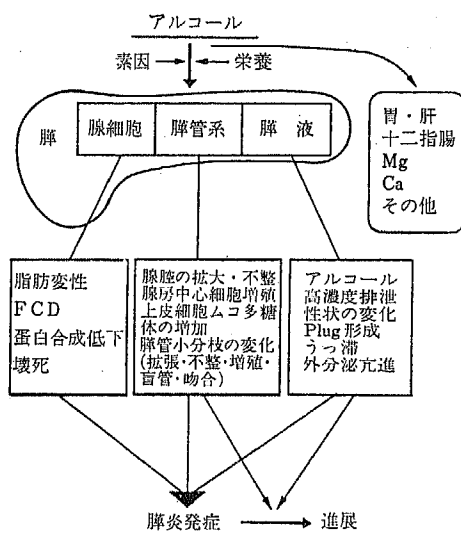 アルコール
素因
栄養
膵
腺細胞
膵管系
膵 液
胃・肝
十二指腸
Mg
Ca
その他
脂肪変性
FCD
蛋白合成低下
壊死
腺腔の拡大・不整
腺房中心細胞増殖
上皮細胞ムコ多糖
体の増加
膵管小分枝の変化
(拡張・不整・増殖・
盲管・吻合)
アルコール
高濃度排泄
性状の変化
Plug形成
うっ滞
外分泌亢進
膵炎発症
進展